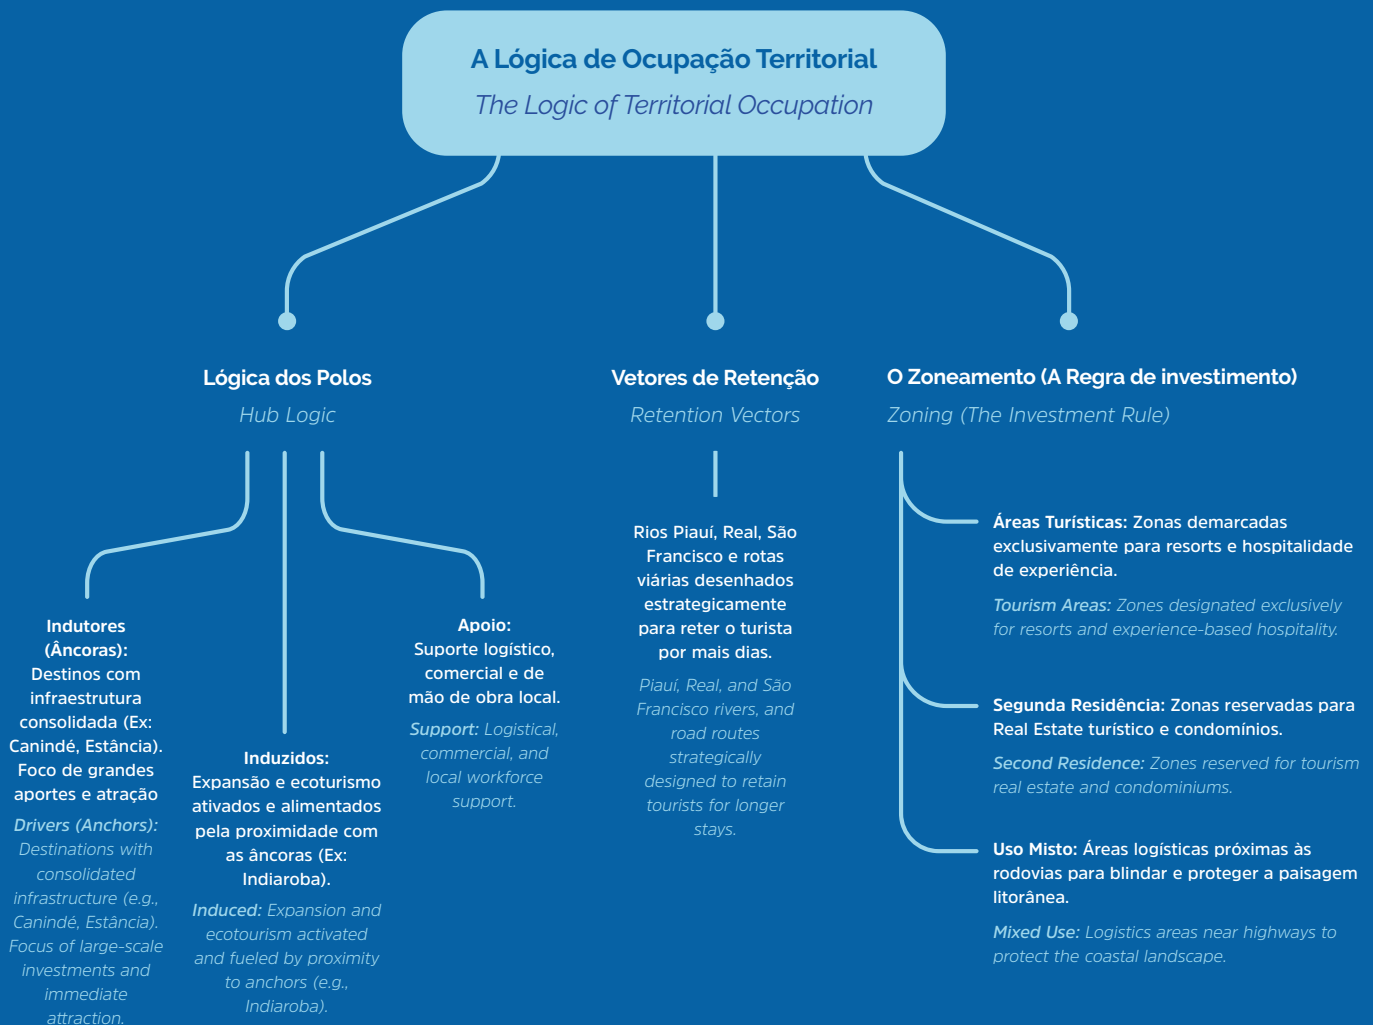 A Lógica de Ocupação Territorial
The Logic of Territorial Occupation
Lógica dos Polos
Hub Logic
Indutores
(Âncoras):
Destinos com
infraestrutura
consolidada (Ex:
Canindé, Estância).
Foco de grandes
aportes e atração
Drivers (Anchors):
Destinations with
consolidated
infrastructure (e.g.,
Canindé, Estância).
Focus of large-scale
investments and
immediate
attraction.
Induzidos:
Expansão e ecoturismo
ativados e alimentados
pela proximidade com
as âncoras (Ex:
Indiaroba).
Induced: Expansion and
ecotourism activated
and fueled by proximity
to anchors (e.g.,
Indiaroba).
Apoio:
Suporte logístico,
comercial e de
mão de obra local.
Support: Logistical,
commercial, and
local workforce
support.
Vetores de Retenção
Retention Vectors
Rios Piauí, Real, São
Francisco e rotas
viárias desenhados
estrategicamente
para reter o turista
por mais dias.
Piauí, Real, and São
Francisco rivers, and
road routes
strategically
designed to retain
tourists for longer
stays.
O Zoneamento (A Regra de investimento)
Zoning (The Investment Rule)
Áreas Turísticas: Zonas demarcadas
exclusivamente para resorts e hospitalidade
de experiência.
Tourism Areas: Zones designated exclusively
for resorts and experience-based hospitality.
Segunda Residência: Zonas reservadas para
Real Estate turístico e condomínios.
Second Residence: Zones reserved for tourism
real estate and condominiums.
Uso Misto: Áreas logísticas próximas às
rodovias para blindar e proteger a paisagem
litorânea.
Mixed Use: Logistics areas near highways to
protect the coastal landscape.